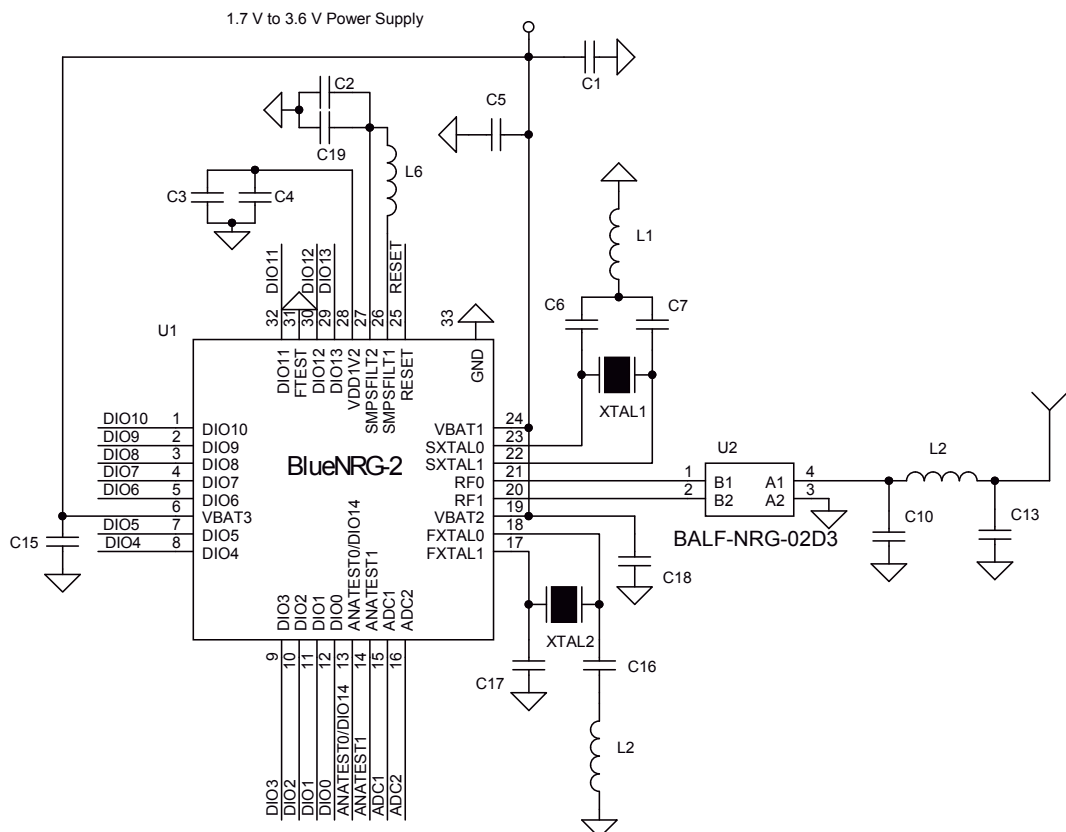 1.7 V to 3.6 V Power Supply
C1
C2
C5
C19
L6
C3
C4
L1
DIO11
DIO12
DIO13
RESET
C6
C7
U1
32
31
30
29
28
27
26
25
33
DIO11
FTEST
DIO12
DIO13
VDD1V2
SMPSFILT2
SMPSFILT1
RESET
GND
XTAL1
DIO10 1 DIO10
DIO9 2 DIO9
DIO8 3 DIO8
DIO7 4 DIO7
DIO6 5 DIO6
6 VBAT3
DIO5 7 DIO5
DIO4 8 DIO4
BlueNRG-2
VBAT1 24
SXTAL0 23
SXTAL1 22
RF0 21
RF1 20
VBAT2 19
FXTAL0 18
FXTAL1 17
U2
1 B1 A1 4
2 B2 A2 3
BALF-NRG-02D3
L2
C10
C13
C15
C18
DIO3
DIO2
DIO1
DIO0
ANATEST0/DIO14
ANATEST1
ADC1
ADC2
XTAL2
9
10
11
12
13
14
15
16
C17
C16
L2
DIO3
DIO2
DIO1
DIO0
ANATEST0/DIO14
ANATEST1
ADC1
ADC2